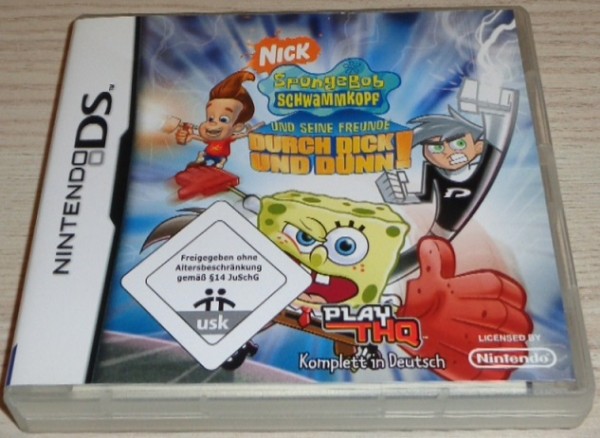 NINTENDO DS™
NICK
SpongeBob
SCHWAMMKOPF
UND SEINE FREUNDE
DURCH DICK
UND DÜNN!
D
Freigegeben ohne
Altersbeschränkung
gemäß §14 JuSchG
usk
PLAY
THQ
Komplett in Deutsch
LICENSED BY
Nintendo